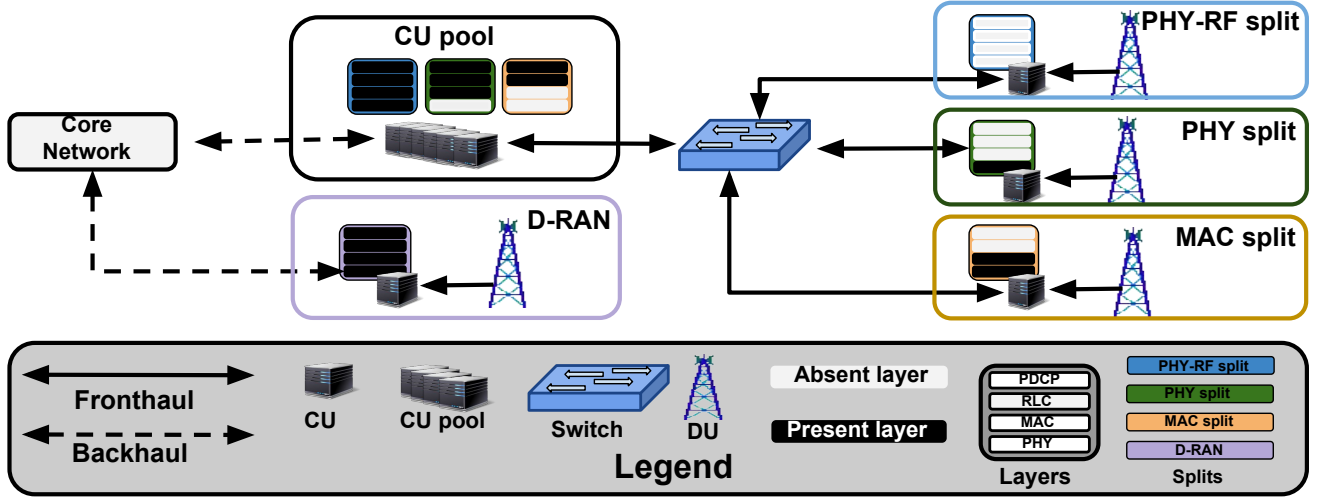 CU pool
PHY-RF split
Core
Network
PHY split
D-RAN
MAC split
Fronthaul
Backhaul
CU
CU pool
Switch
DU
Absent layer
Present layer
PDCP
RLC
MAC
PHY
Layers
PHY-RF split
PHY split
MAC split
D-RAN
Splits
Legend